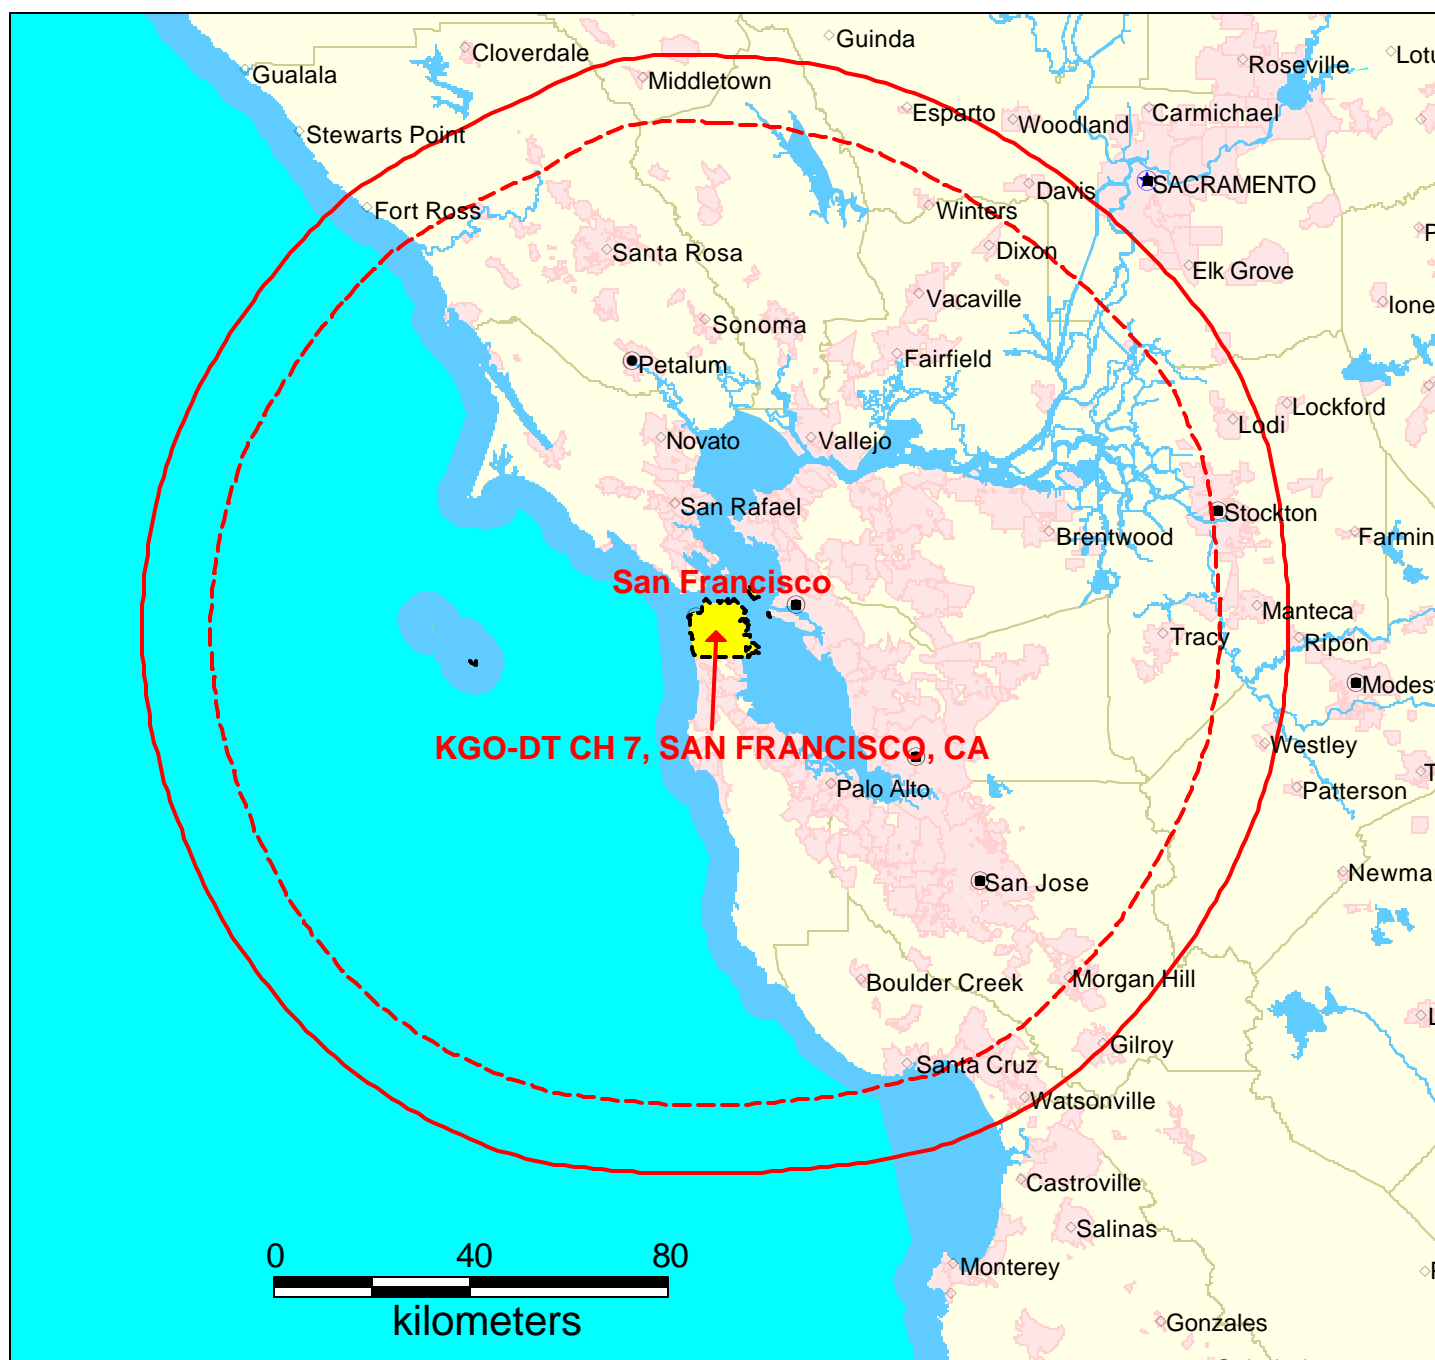 Guinda
Cloverdale
Lotu
Roseville
Gualala
Middletown
Esparto
Carmichael
Woodland
Stewarts Point
SACRAMENTO
Davis
Fort Ross
Winters
P
Santa Rosa
Dixon
Elk Grove
Vacaville
Ione
Sonoma
Fairfield
Petalum
Lockford
Lodi
Novato
Vallejo
San Rafael
Stockton
Brentwood
Farmin
San Francisco
Manteca
Tracy
Ripon
Modest
KGO-DT CH 7, SAN FRANCISCO, CA
Westley
T
Palo Alto
Patterson
Newma
San Jose
Boulder Creek
Morgan Hill
L
Gilroy
Santa Cruz
Watsonville
Castroville
Salinas
0 40 80
Monterey
kilometers
Gonzales